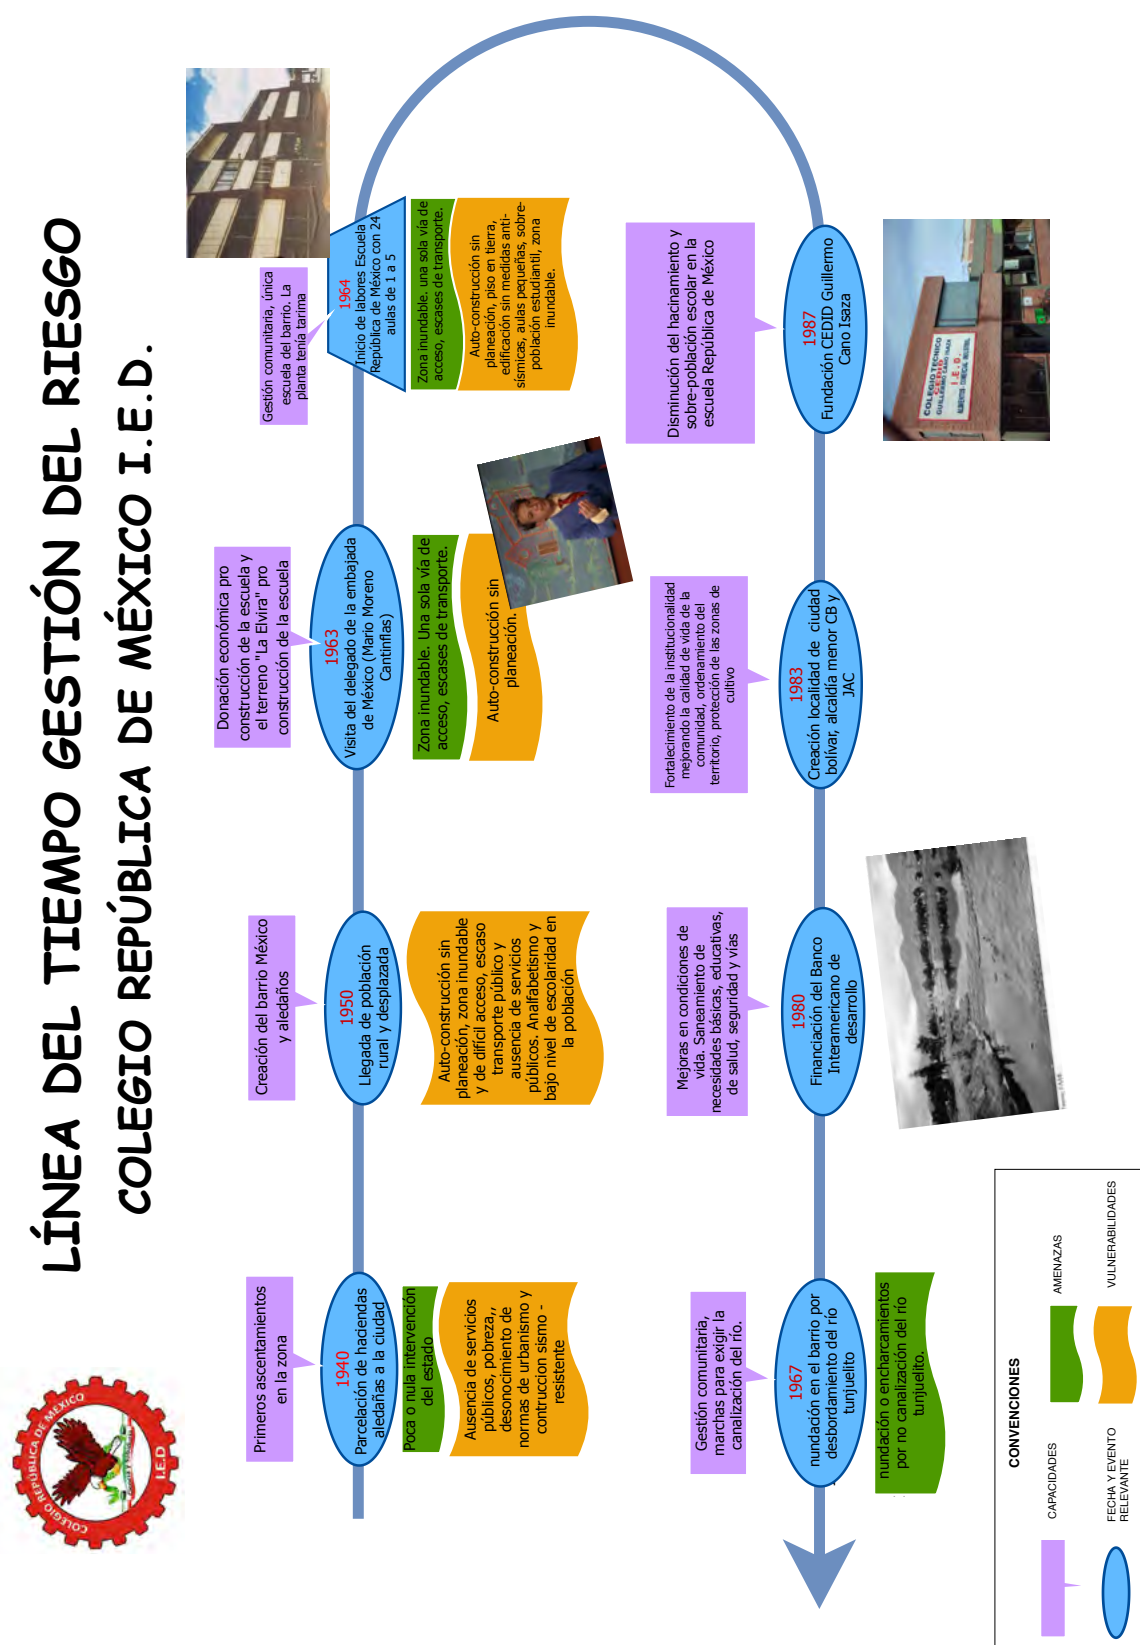 LÍNEA DEL TIEMPO GESTIÓN DEL RIESGO
COLEGIO REPÚBLICA DE MÉXICO I.E.D.
COLEGIO REPÚBLICA DE MÉXICO
I.E.D
Primeros ascentamientos
en la zona
1940
Parcelación de haciendas
aledañas a la ciudad
Poca o nula intervención
del estado
Ausencia de servicios
públicos, pobreza,,
desonocimiento de
normas de urbanismo y
contruccion sismo -
resistente
Creación del barrio México
y aledaños
1950
Llegada de población
rural y desplazada
Auto-construcción sin
planeación, zona inundable
y de difícil acceso, escaso
transporte público y
ausencia de servicios
públicos. Analfabetismo y
bajo nivel de escolaridad en
la población
Donación económica pro
construcción de la escuela y
el terreno "La Elvira" pro
construcción de la escuela
1963
Visita del delegado de la embajada
de México (Mario Moreno
Cantinflas)
Zona inundable. Una sola vía de
acceso, escases de transporte.
Auto-construcción sin
planeación.
Gestión comunitaria, única
escuela del barrio. La
planta tenía tarima
1964
Inicio de labores Escuela
República de México con 24
aulas de 1 a 5
Zona inundable. una sola vía de
acceso, escases de transporte.
Auto-construcción sin
planeación, piso en tierra,
edificación sin medidas anti-
sísmicas, aulas pequeñas, sobre-
población estudiantil, zona
inundable.
Gestión comunitaria,
marchas para exigir la
canalización del río.
1967
nundación en el barrio por
desbordamiento del río
tunjuelito
nundación o encharcamientos
por no canalización del río
tunjuelito.
Mejoras en condiciones de
vida. Saneamiento de
necesidades básicas, educativas,
de salud, seguridad y vías
1980
Financiación del Banco
Interamericano de
desarrollo
Fortalecimiento de la institucionalidad
mejorando la calidad de vida de la
comunidad, ordenamiento del
territorio, protección de las zonas de
cultivo
1983
Creación localidad de ciudad
bolívar, alcaldía menor CB y
JAC
Disminución del hacinamiento y
sobre-población escolar en la
escuela República de México
1987
Fundación CEDID Guillermo
Cano Isaza
COLEGIO TECNICO
CEDID
GUILLERMO CANO ISAZA
I.E.D.
CONVENCIONES
CAPACIDADES
AMENAZAS
FECHA Y EVENTO
RELEVANTE
VULNERABILIDADES